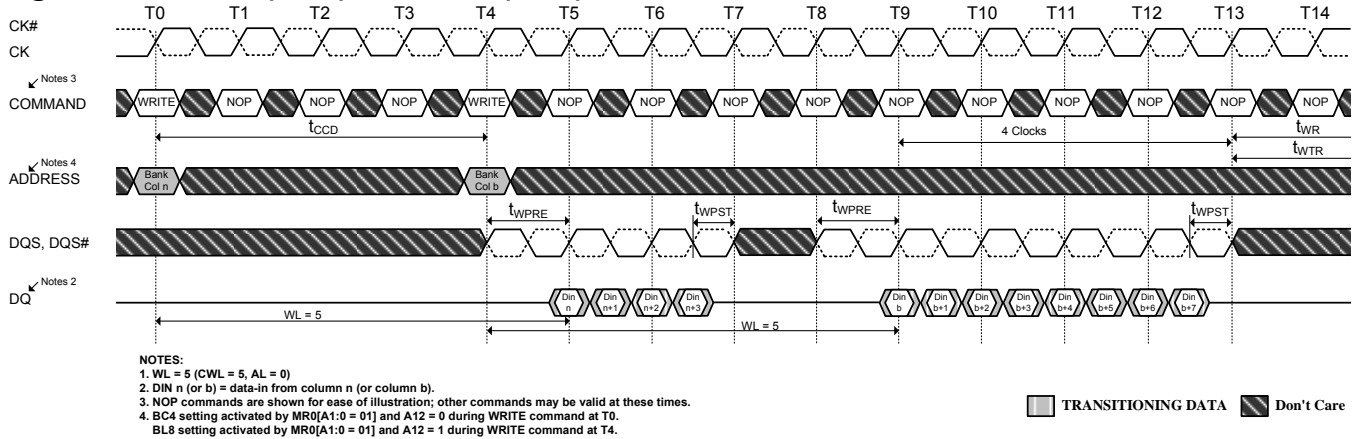 T0 T1 T2 T3 T4 T5 T6 T7 T8 T9 T10 T11 T12 T13 T14
CK#
CK
Notes 3
COMMAND WRITE NOP NOP NOP WRITE NOP NOP NOP NOP NOP NOP NOP NOP NOP NOP
tCCD 4 Clocks tWR
tWTR
Notes 4
ADDRESS Bank Col n Bank Col b
tWPRE tWPST tWPRE tWPST
DQS, DQS#
Notes 2
DQ Din n Din n+1 Din n+2 Din n+3 Din b Din b+1 Din b+2 Din b+3 Din b+4 Din b+5 Din b+6 Din b+7
WL = 5 WL = 5
NOTES:
1. WL = 5 (CWL = 5, AL = 0)
2. DIN n (or b) = data-in from column n (or column b).
3. NOP commands are shown for ease of illustration; other commands may be valid at these times.
4. BC4 setting activated by MR0[A1:0 = 01] and A12 = 0 during WRITE command at T0.
BL8 setting activated by MR0[A1:0 = 01] and A12 = 1 during WRITE command at T4.
TRANSITIONING DATA Don't Care